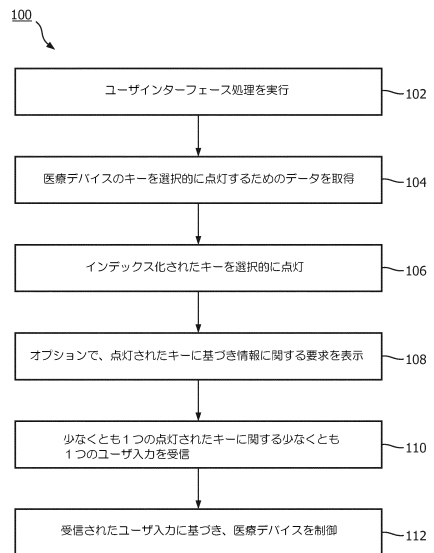 100
ユーザインターフェース処理を実行
102
医療デバイスのキーを選択的に点灯するためのデータを取得
104
インデックス化されたキーを選択的に点灯
106
オプションで、点灯されたキーに基づき情報に関する要求を表示
108
少なくとも1つの点灯されたキーに関する少なくとも
1つのユーザ入力を受信
110
受信されたユーザ入力に基づき、医療デバイスを制御
112